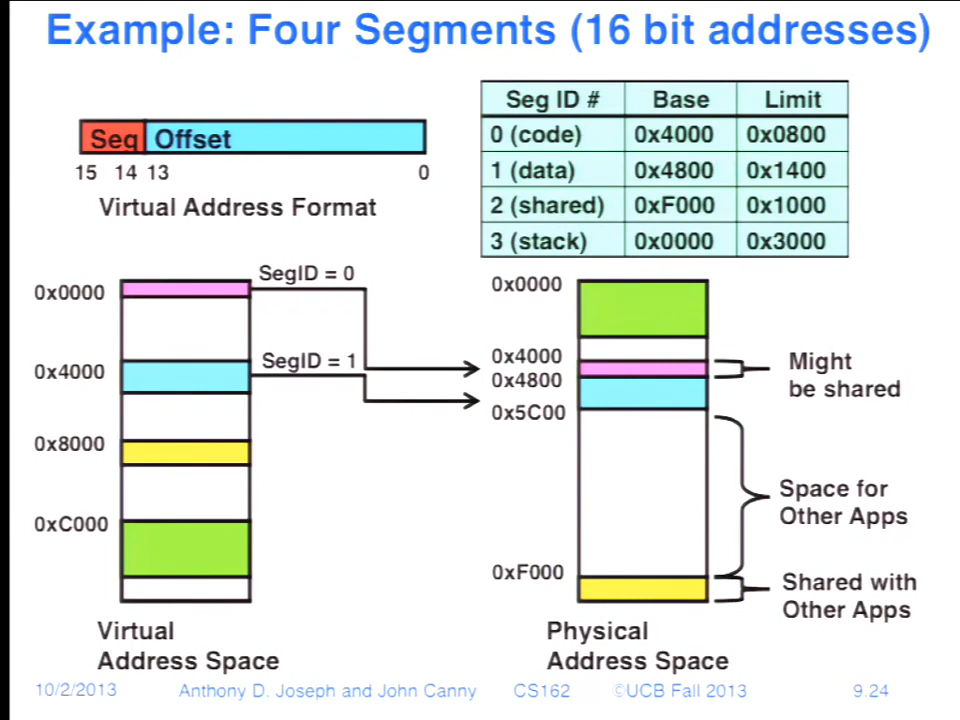 Example: Four Segments (16 bit addresses)
Seg Offset
15 14 13 0
Virtual Address Format
Seg ID # Base Limit
0 (code) 0x4000 0x0800
1 (data) 0x4800 0x1400
2 (shared) 0xF000 0x1000
3 (stack) 0x0000 0x3000
0x0000
SegID = 0
0x4000
SegID = 1
0x8000
0xC000
Virtual
Address Space
0x0000
0x4000
0x4800
0x5C00
0xF000
Might
be shared
Space for
Other Apps
Shared with
Other Apps
Physical
Address Space
10/2/2013 Anthony D. Joseph and John Canny CS162 ©UCB Fall 2013 9.24